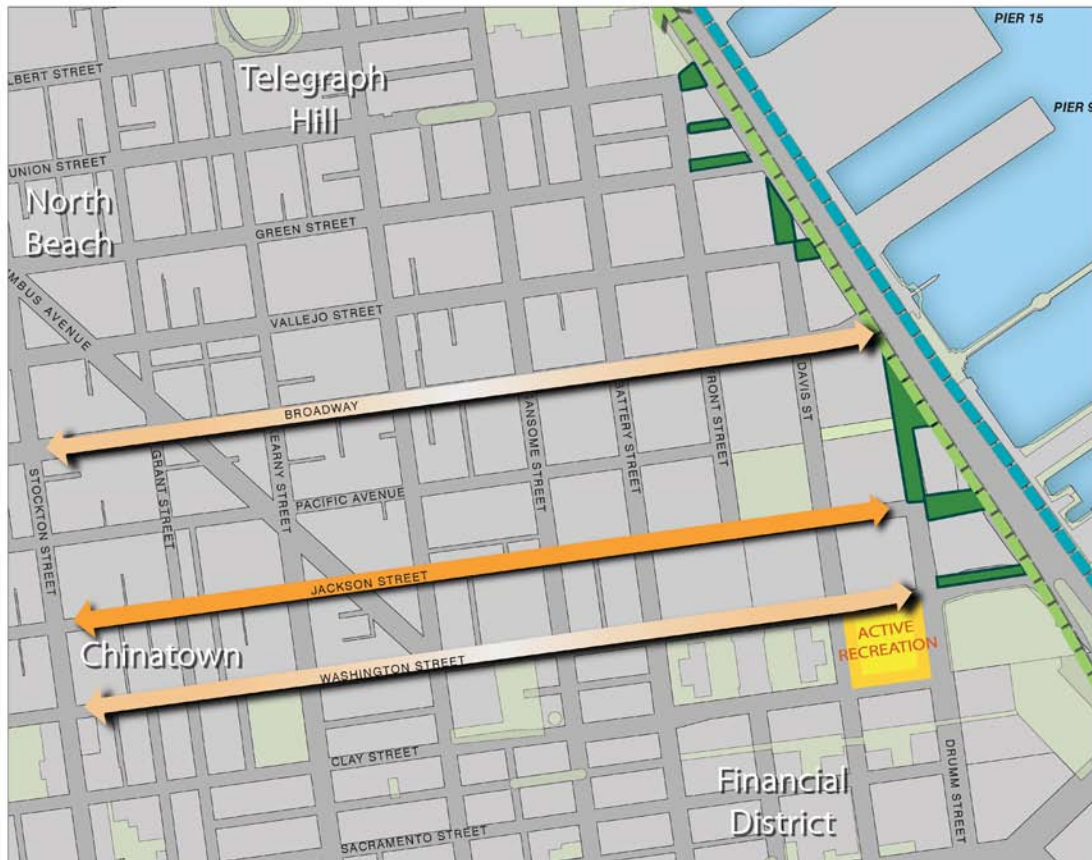 PIER 15
PIER 9
LBERT STREET
Telegraph
Hill
UNION STREET
North
Beach
GREEN STREET
MBUS AVENUE
VALLEJO STREET
BROADWAY
STOCKTON STREET
GRANT STREET
EARNY STREET
PACIFIC AVENUE
ANSOME STREET
BATTERY STREET
RONT STREET
DAVIS ST
JACKSON STREET
Chinatown
WASHINGTON STREET
ACTIVE
RECREATION
CLAY STREET
Financial
District
DRUMM STREET
SACRAMENTO STREET